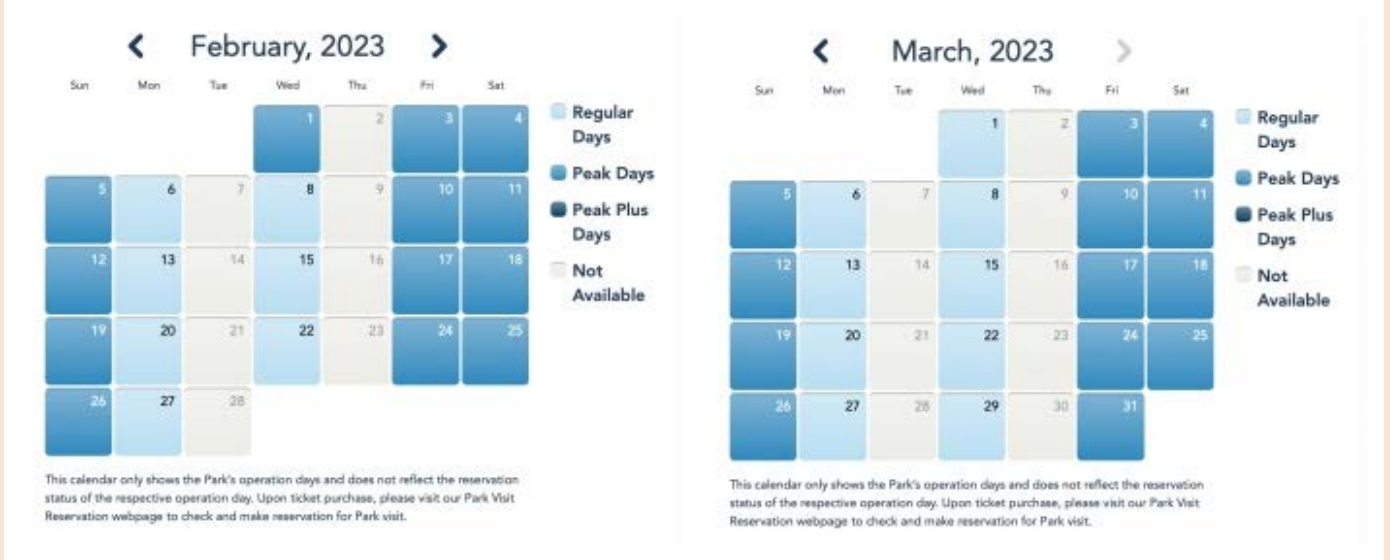 February, 2023
Sun Mon Tue Wed Thu Fri Sat
1 2 3 4
5 6 7 8 9 10 11
12 13 14 15 16 17 18
19 20 21 22 23 24 25
26 27 28
Regular
Days
Peak Days
Peak Plus
Days
Not
Available
This calendar only shows the Park's operation days and does not reflect the reservation
status of the respective operation day. Upon ticket purchase, please visit our Park Visit
Reservation webpage to check and make reservation for Park visit.
March, 2023
Sun Mon Tue Wed Thu Fri Sat
1 2 3 4
5 6 7 8 9 10 11
12 13 14 15 16 17 18
19 20 21 22 23 24 25
26 27 28 29 30 31
Regular
Days
Peak Days
Peak Plus
Days
Not
Available
This calendar only shows the Park's operation days and does not reflect the reservation
status of the respective operation day. Upon ticket purchase, please visit our Park Visit
Reservation webpage to check and make reservation for Park visit.